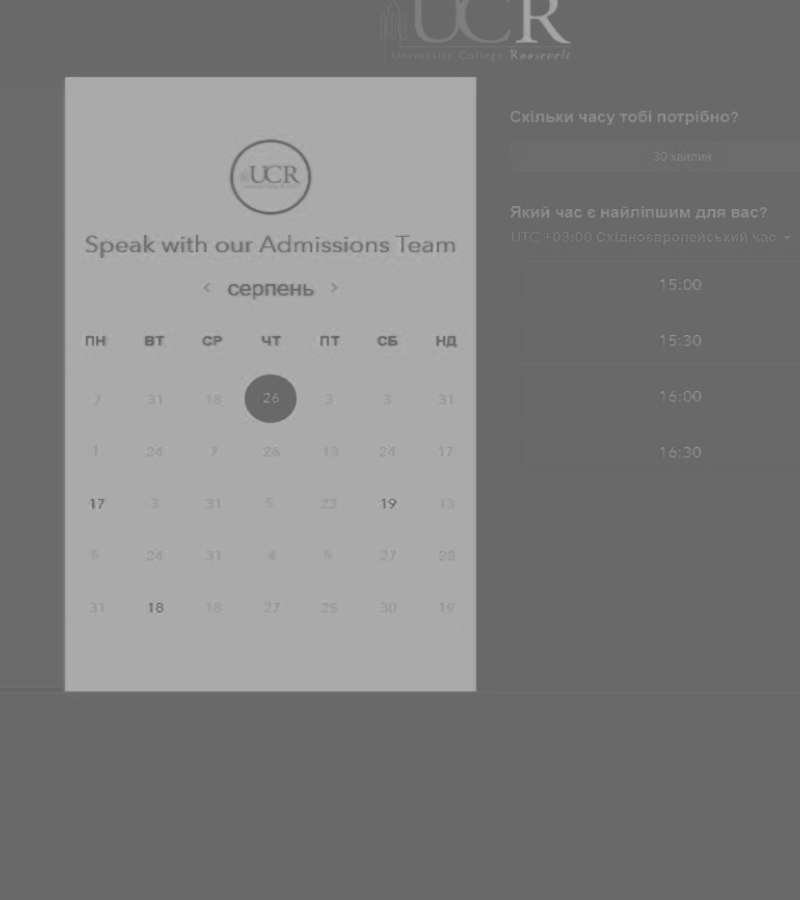 UCR
University College Roosevelt
UCR
Speak with our Admissions Team
< серпень >
ПН ВТ СР ЧТ ПТ СБ НД
7 31 18 26 3 3 31
1 24 7 26 13 24 17
17 3 31 5 23 19 13
5 24 31 4 5 27 23
31 18 18 27 25 30 19
Скільки часу тобі потрібно?
30 хвилин
Який час є найліпшим для вас?
UTC +03:00 Східноєвропейський час
15:00
15:30
16:00
16:30